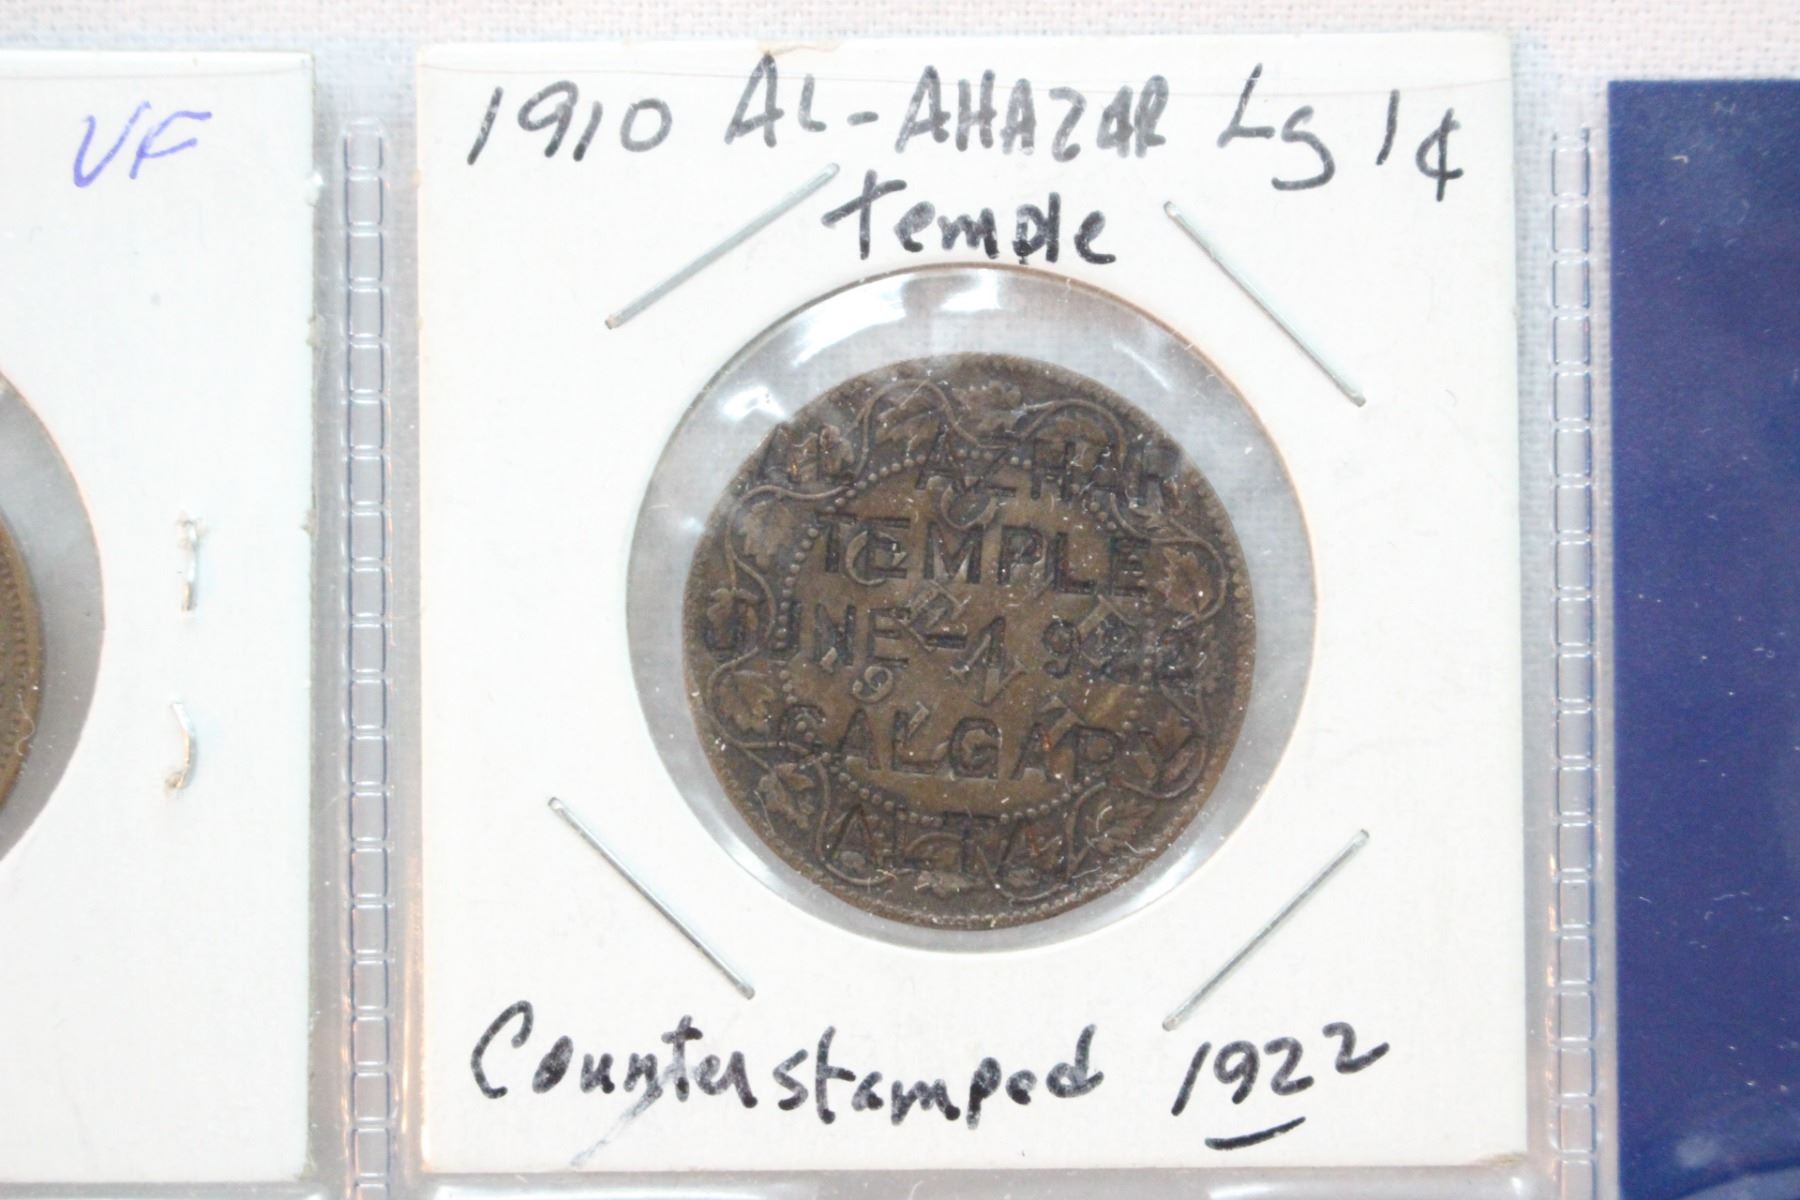 VF
1910 AL-AHAZAR Lg 1¢
Temple
AL AZHAR
TEMPLE
JUNE-1922
CALGARY
ALTA
Counterstamped 1922